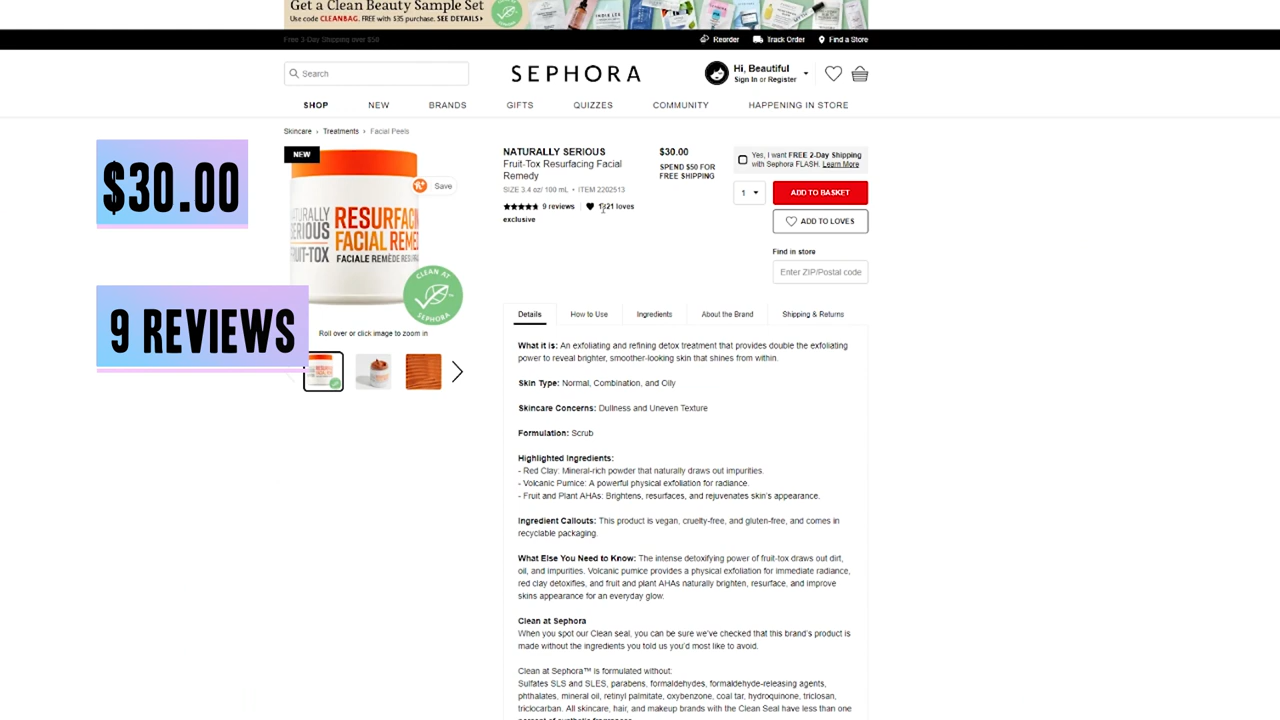 Get a Clean Beauty Sample Set
Use code CLEANBAG. FREE with $35 purchase. SEE DETAILS ▸
Free 3-Day Shipping over $50
Reorder
Track Order
Find a Store
Search
SEPHORA
Hi, Beautiful
Sign In or Register
SHOP NEW BRANDS GIFTS QUIZZES COMMUNITY HAPPENING IN STORE
Skincare › Treatments › Facial Peels
$30.00
9 REVIEWS
NEW
Save
NATURALLY
SERIOUS
FRUIT-TOX
RESURFACIN
FACIAL REME
FACIALE REMÈDE
CLEAN AT
SEPHORA
Roll over or click image to zoom in
NATURALLY SERIOUS
Fruit-Tox Resurfacing Facial
Remedy
SIZE 3.4 oz/ 100 mL • ITEM 2202513
9 reviews
loves
exclusive
$30.00
SPEND $50 FOR
FREE SHIPPING
Yes, I want FREE 2-Day Shipping
with Sephora FLASH. Learn More
1
ADD TO BASKET
ADD TO LOVES
Find in store
Enter ZIP/Postal code
Details How to Use Ingredients About the Brand Shipping & Returns
What it is: An exfoliating and refining detox treatment that provides double the exfoliating
power to reveal brighter, smoother-looking skin that shines from within.
Skin Type: Normal, Combination, and Oily
Skincare Concerns: Dullness and Uneven Texture
Formulation: Scrub
Highlighted Ingredients:
- Red Clay: Mineral-rich powder that naturally draws out impurities.
- Volcanic Pumice: A powerful physical exfoliation for radiance.
- Fruit and Plant AHAs: Brightens, resurfaces, and rejuvenates skin's appearance.
Ingredient Callouts: This product is vegan, cruelty-free, and gluten-free, and comes in
recyclable packaging.
What Else You Need to Know: The intense detoxifying power of fruit-tox draws out dirt,
oil, and impurities. Volcanic pumice provides a physical exfoliation for immediate radiance,
red clay detoxifies, and fruit and plant AHAs naturally brighten, resurface, and improve
skins appearance for an everyday glow.
Clean at Sephora
When you spot our Clean seal, you can be sure we've checked that this brand's product is
made without the ingredients you told us you'd most like to avoid.
Clean at Sephora™ is formulated without:
Sulfates SLS and SLES, parabens, formaldehydes, formaldehyde-releasing agents,
phthalates, mineral oil, retinyl palmitate, oxybenzone, coal tar, hydroquinone, triclosan,
triclocarban. All skincare, hair, and makeup brands with the Clean Seal have less than one
percent of synthetic fragrances.